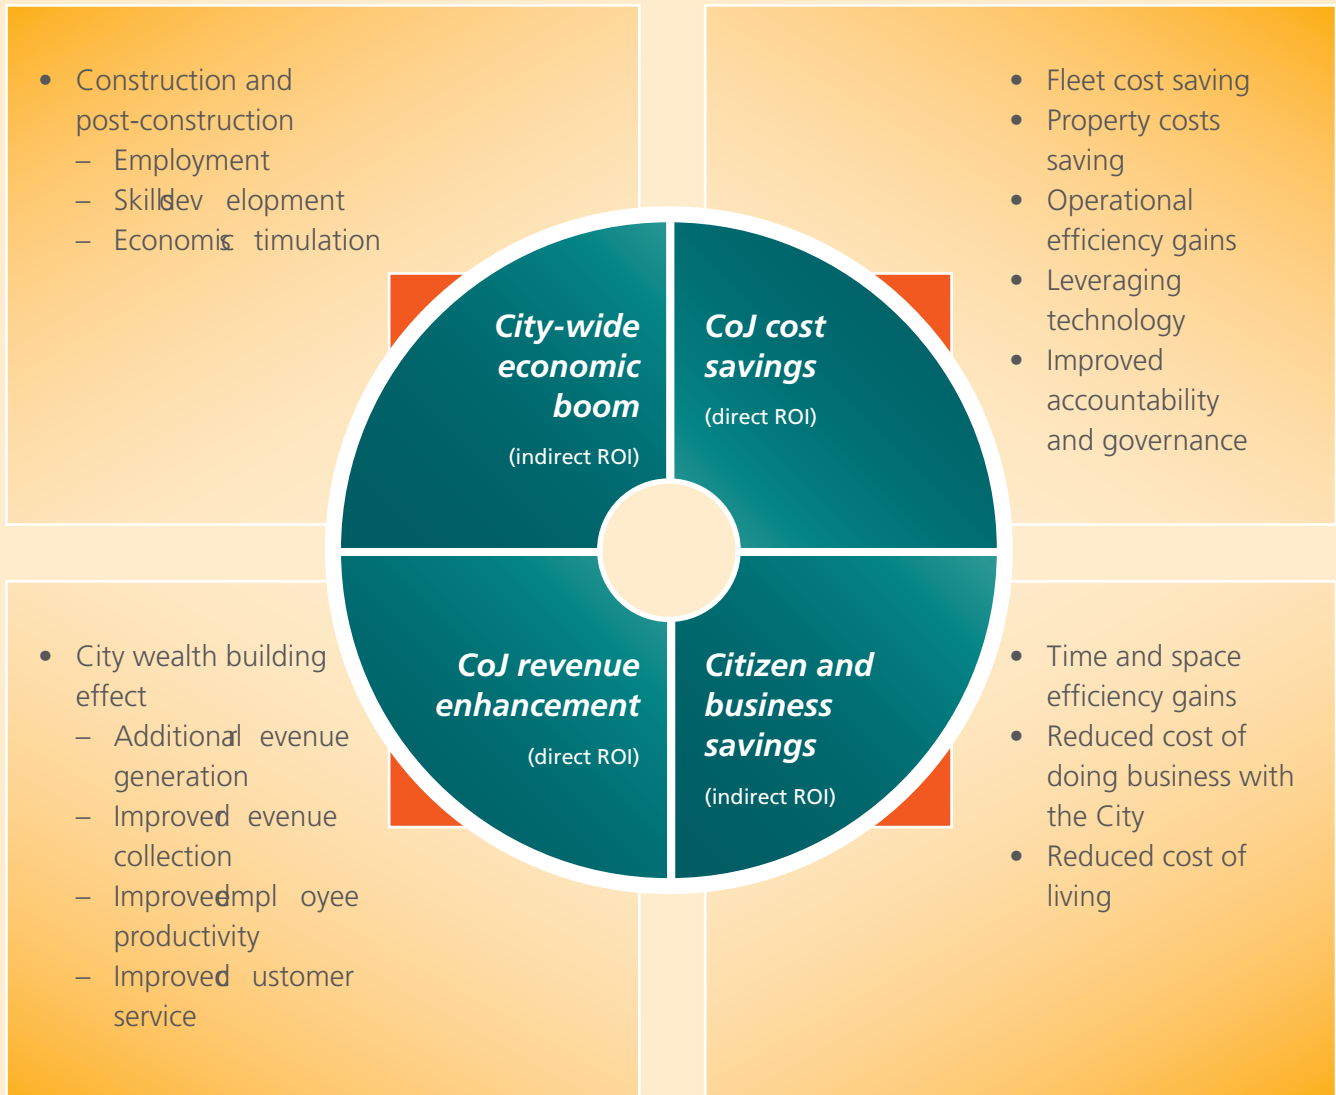 • Construction and
post-construction
– Employment
– Skills development
– Economic stimulation
• Fleet cost saving
• Property costs
saving
• Operational
efficiency gains
• Leveraging
technology
• Improved
accountability
and governance
City-wide
economic
boom
(indirect ROI)
CoJ cost
savings
(direct ROI)
CoJ revenue
enhancement
(direct ROI)
Citizen and
business
savings
(indirect ROI)
• City wealth building
effect
– Additional revenue
generation
– Improved revenue
collection
– Improved employee
productivity
– Improved customer
service
• Time and space
efficiency gains
• Reduced cost of
doing business with
the City
• Reduced cost of
living